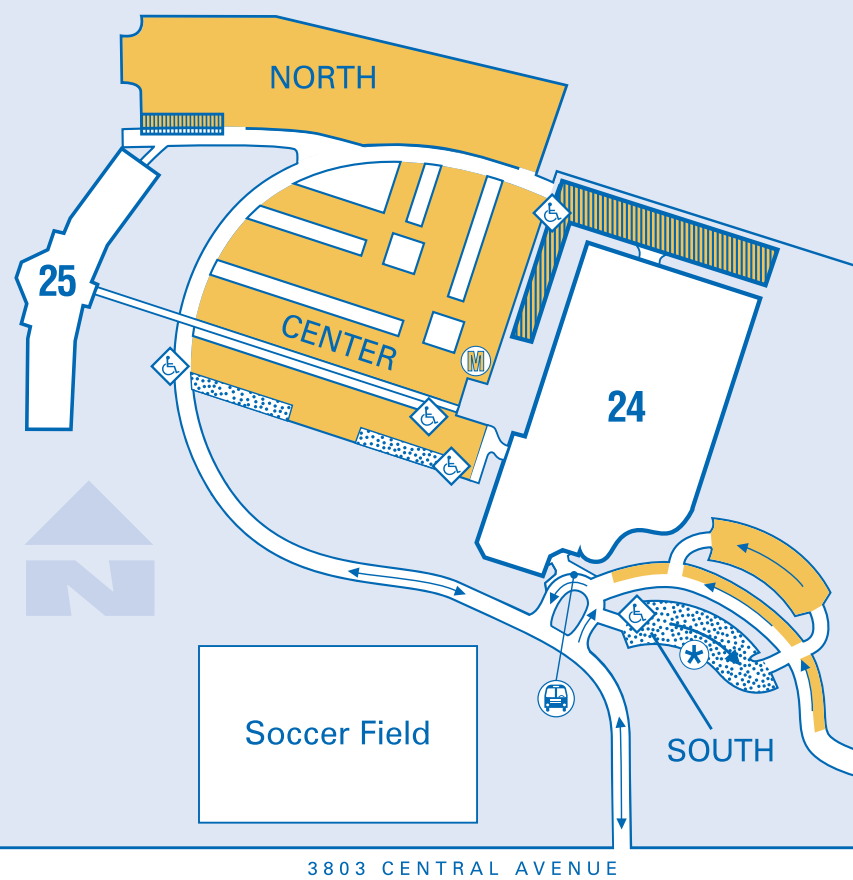 NORTH
25
CENTER
M
24
N
Soccer Field
*
SOUTH
3803 CENTRAL AVENUE